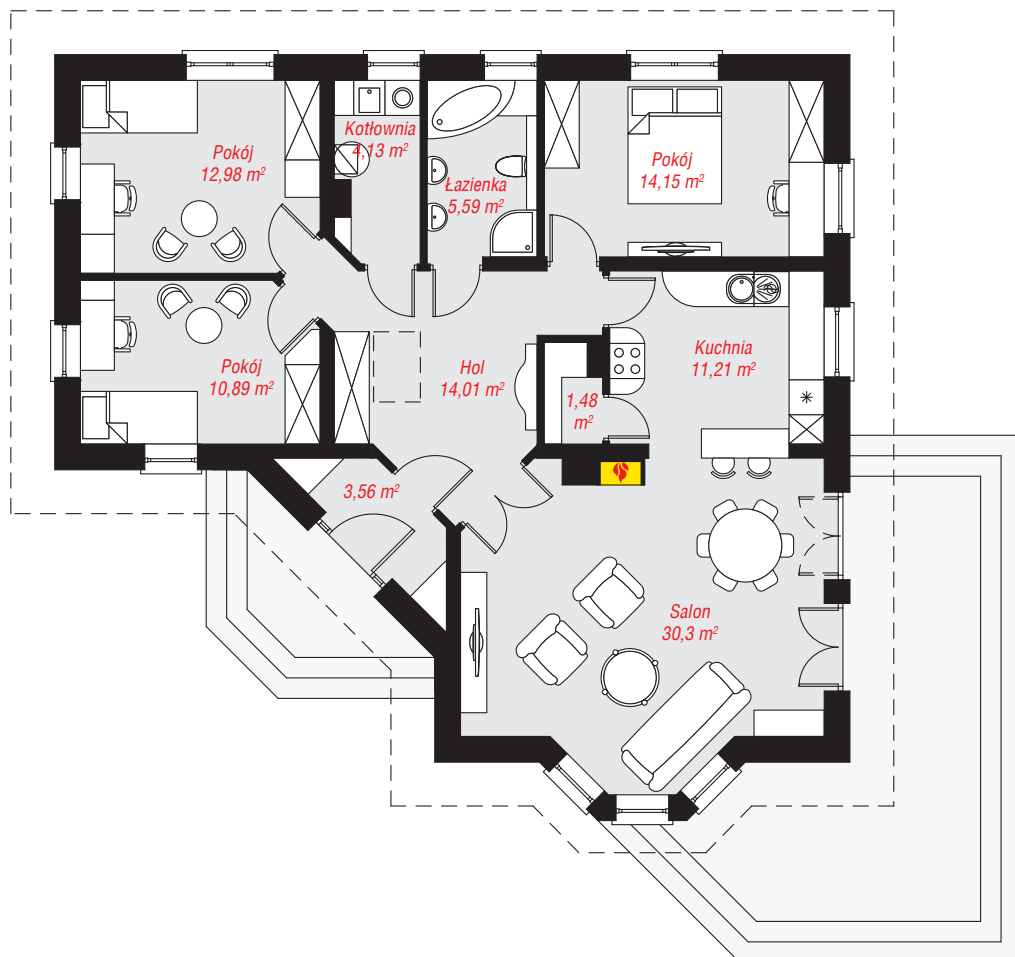 Kotłownia
4,13 m²
Pokój
12,98 m²
Pokój
14,15 m²
Łazienka
5,59 m²
Kuchnia
11,21 m²
Hol
14,01 m²
Pokój
10,89 m²
1,48
m²
3,56 m²
Salon
30,3 m²